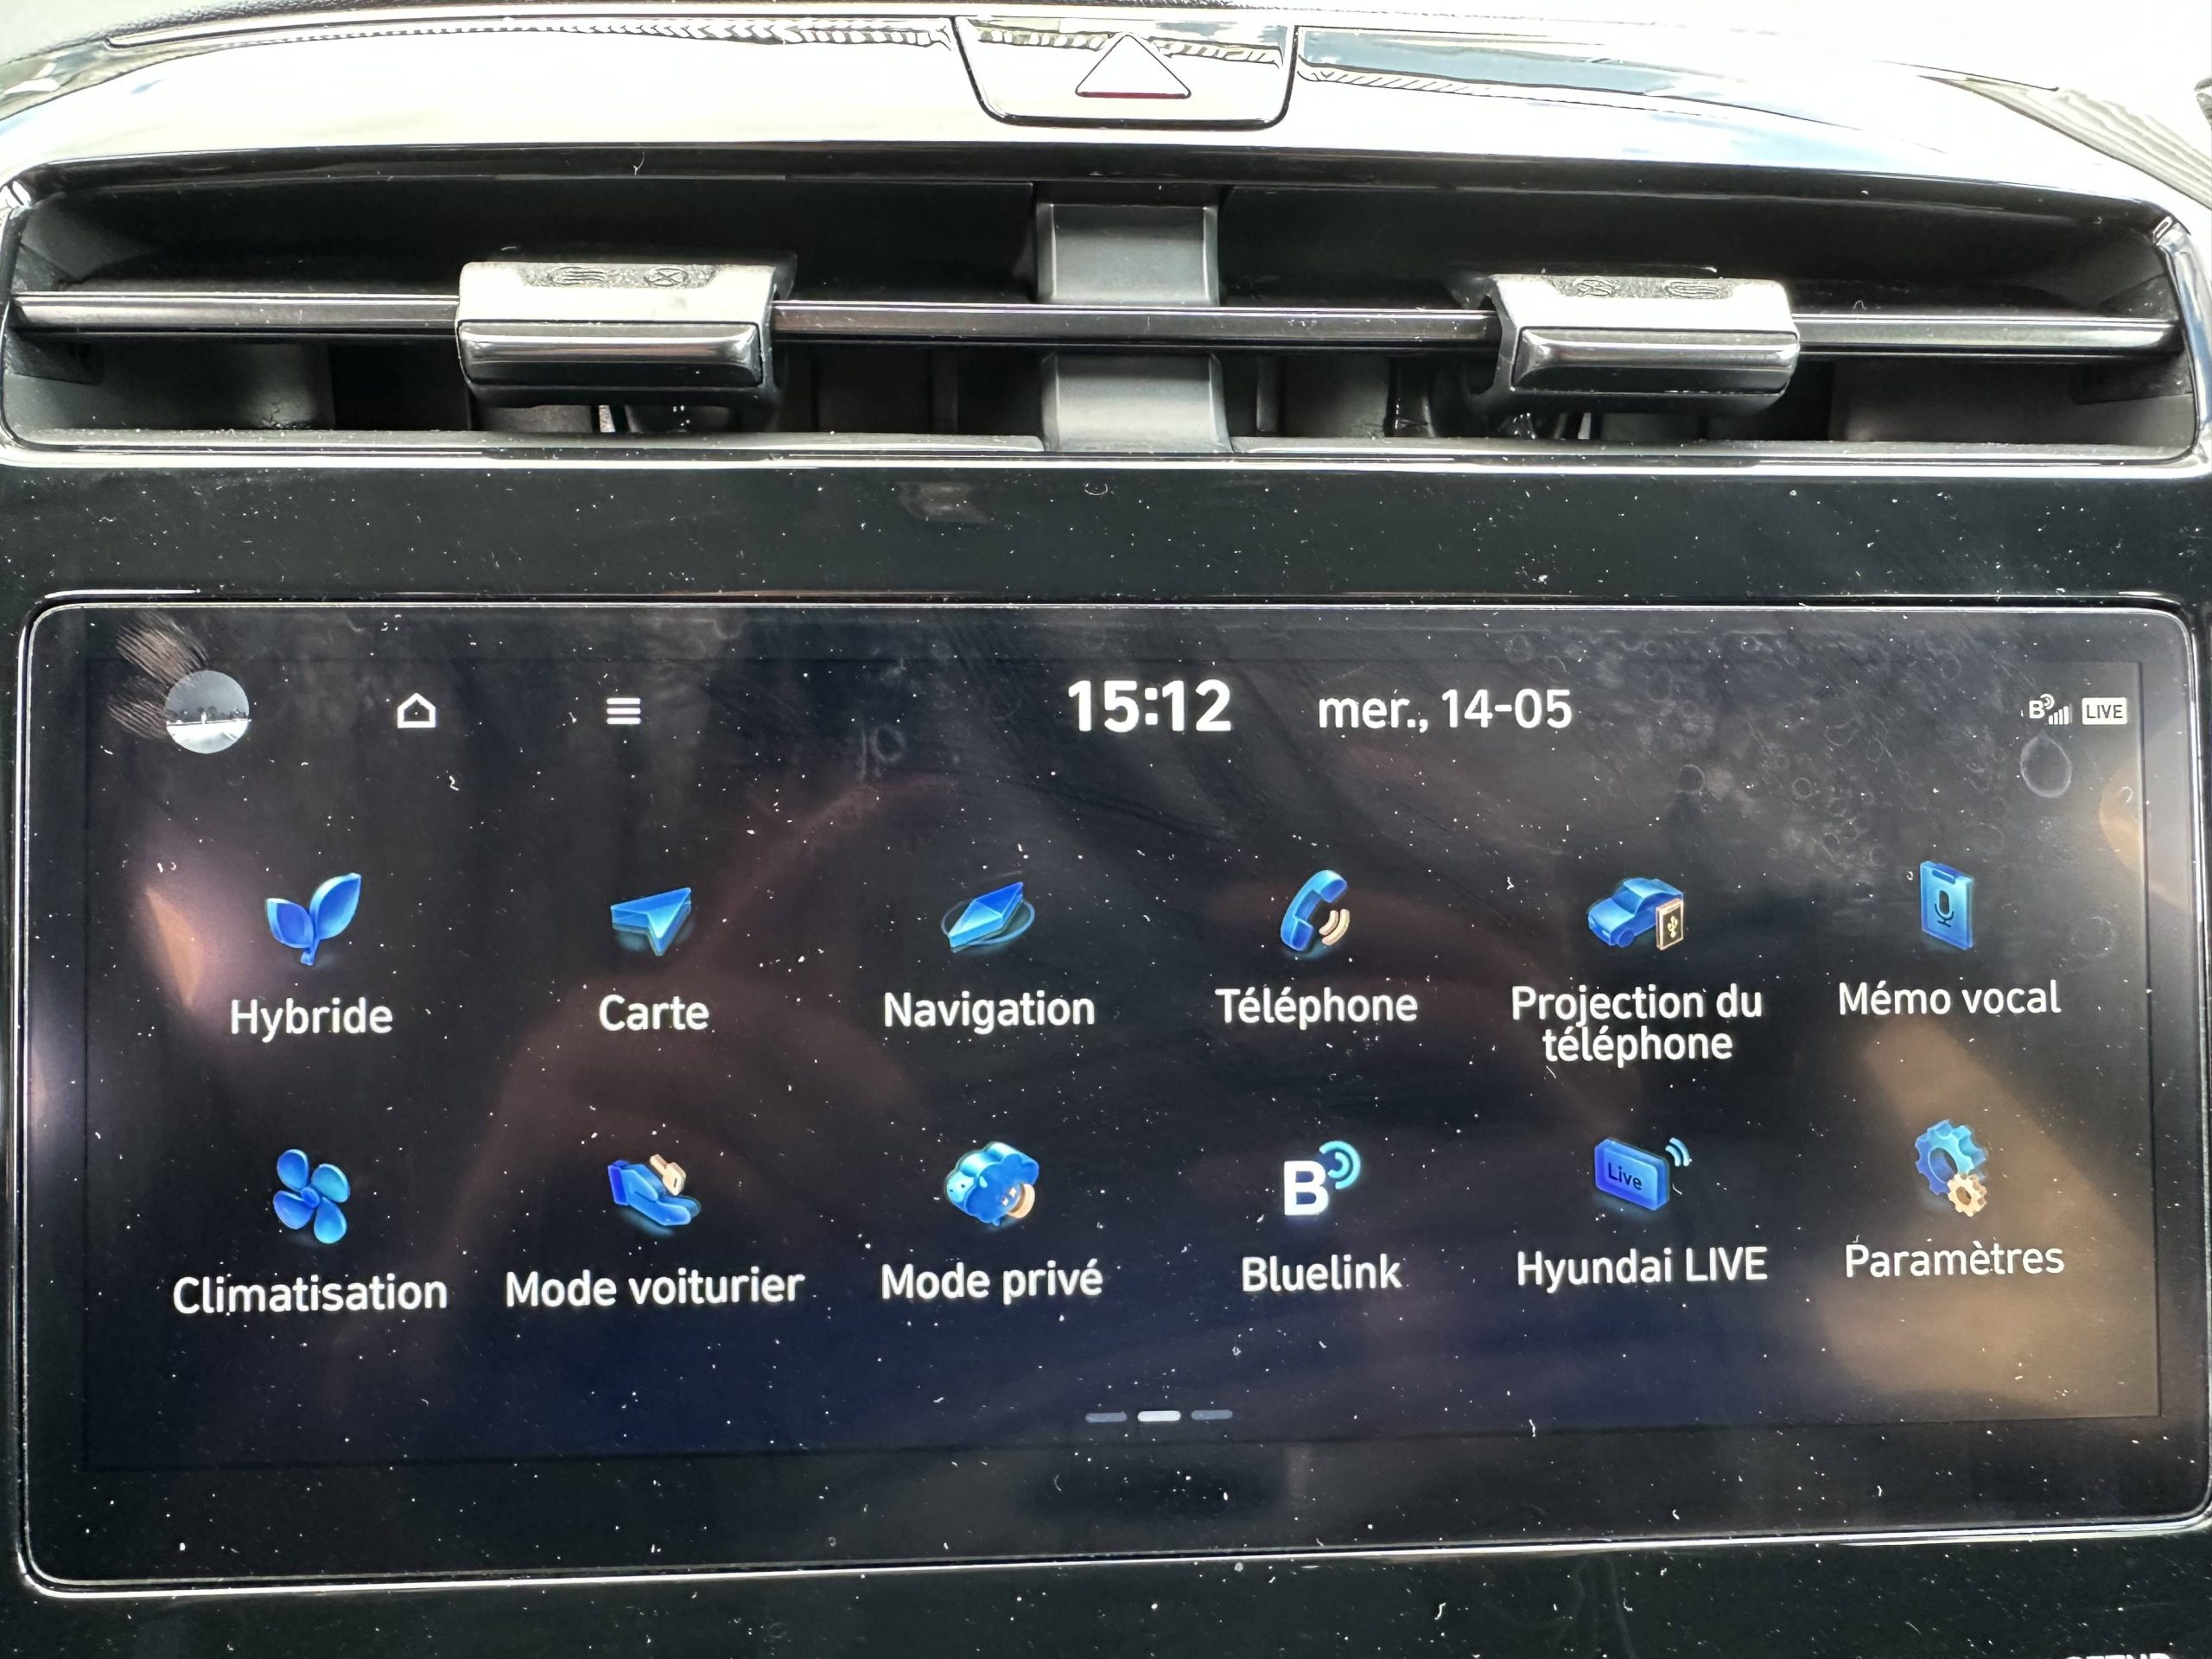 15:12 mer., 14-05 B LIVE
Hybride Carte Navigation Téléphone Projection du téléphone Mémo vocal
B Live
Climatisation Mode voiturier Mode privé Bluelink Hyundai LIVE Paramètres